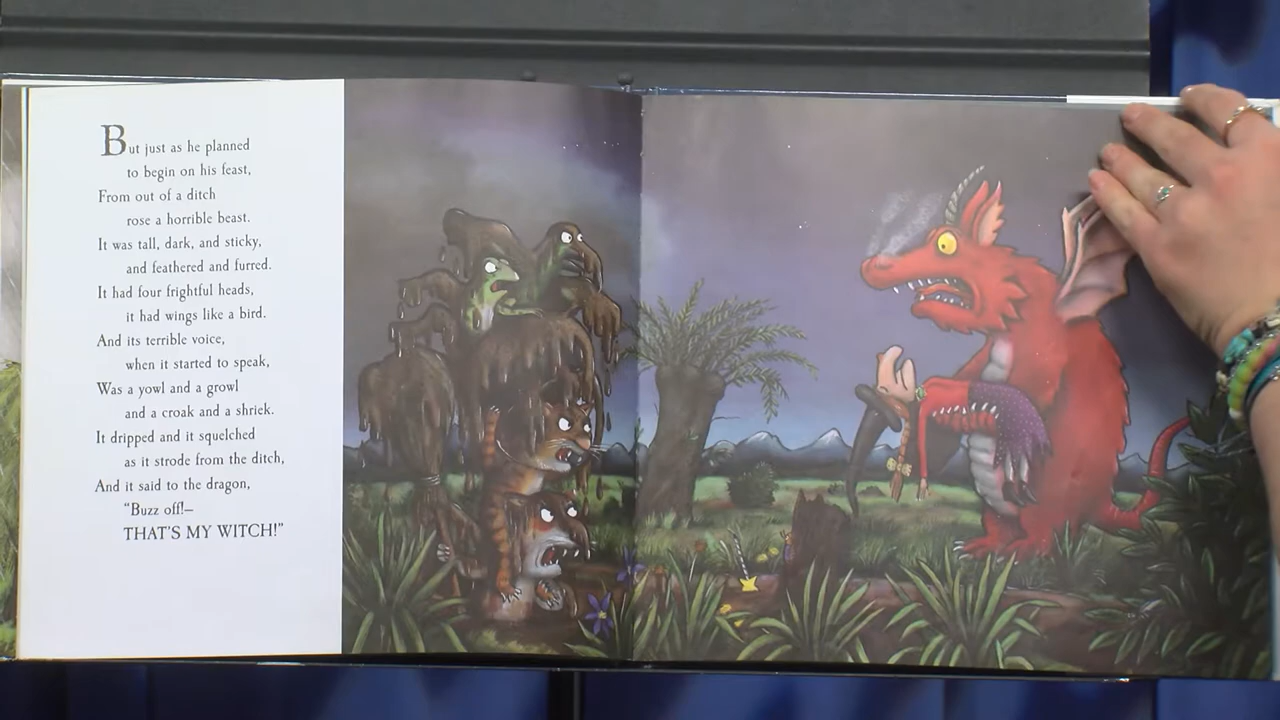 But just as he planned
to begin on his feast,
From out of a ditch
rose a horrible beast.
It was tall, dark, and sticky,
and feathered and furred.
It had four frightful heads,
it had wings like a bird.
And its terrible voice,
when it started to speak,
Was a yowl and a growl
and a croak and a shriek.
It dripped and it squelched
as it strode from the ditch,
And it said to the dragon,
"Buzz off!—
THAT'S MY WITCH!"